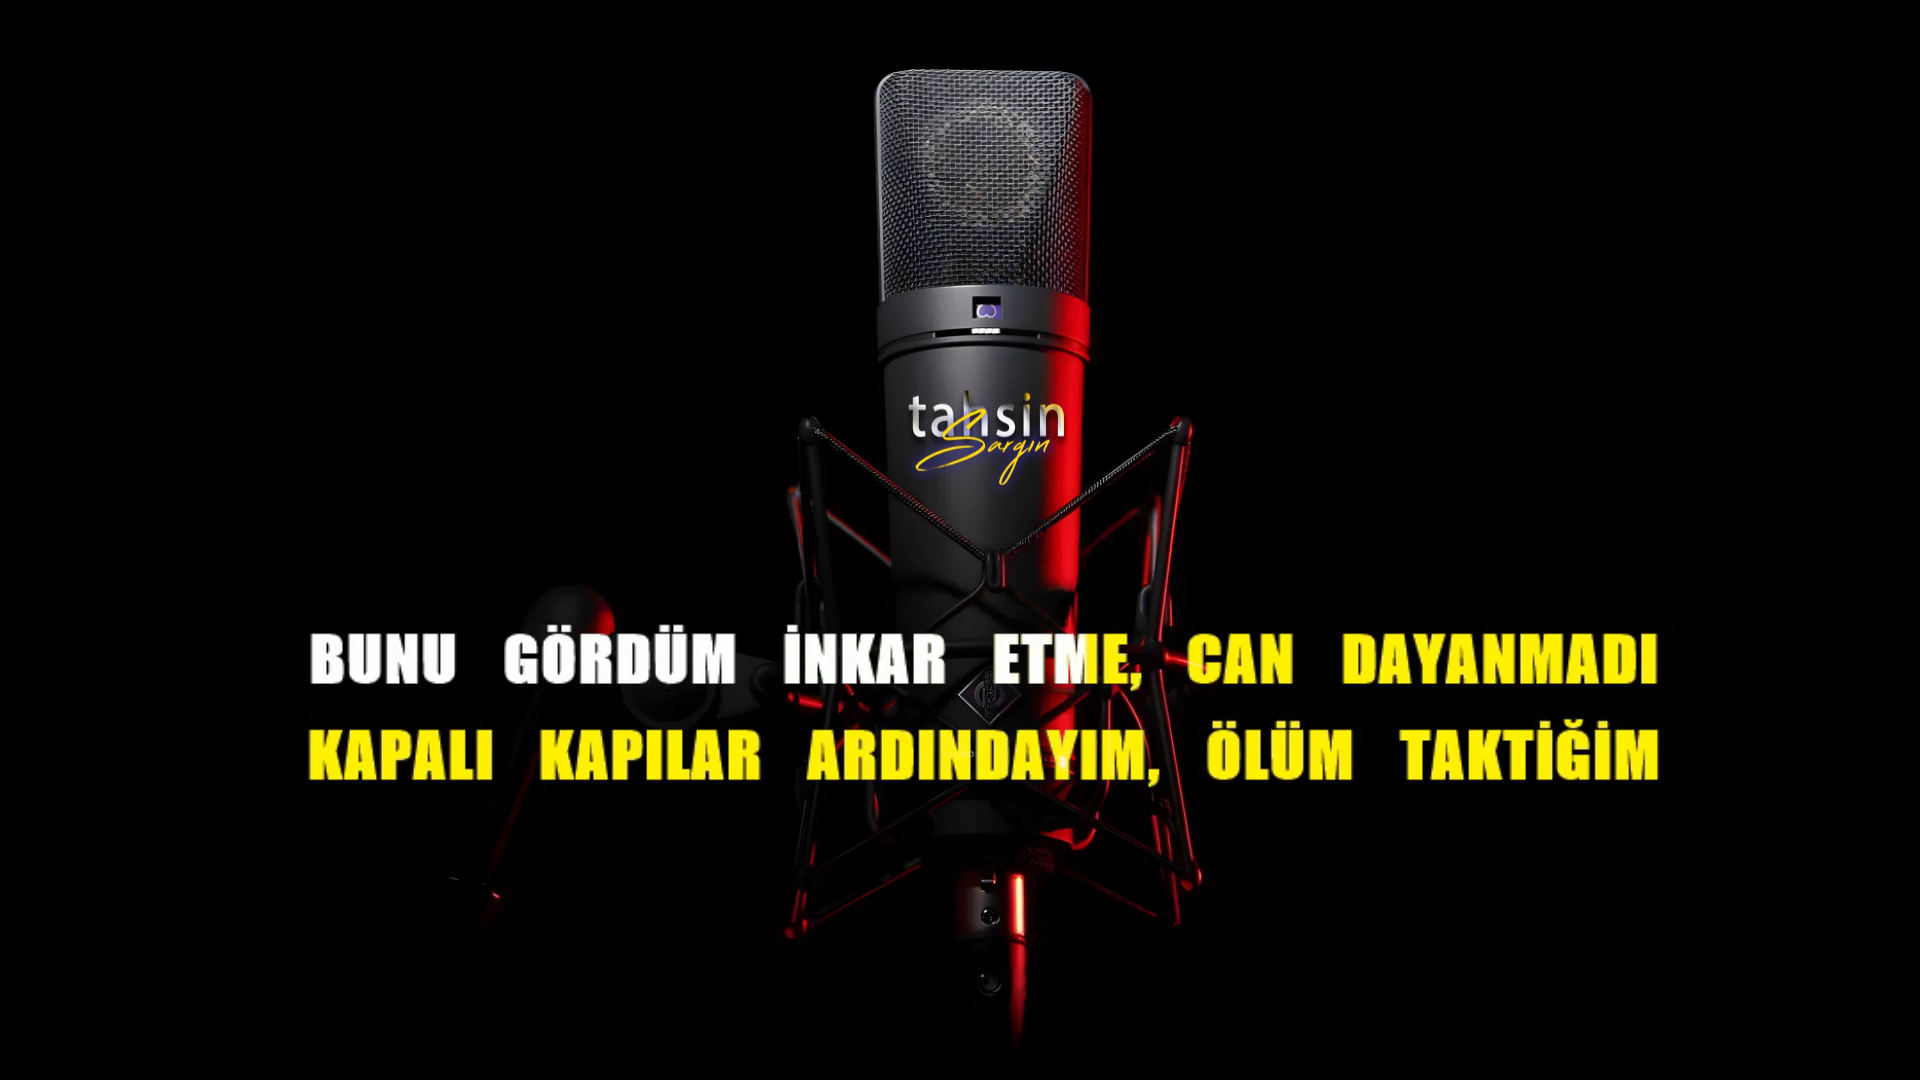 tahsin
Sargın
BUNU GÖRDÜM İNKAR ETME, CAN DAYANMADI
KAPALI KAPILAR ARDINDAYIM, ÖLÜM TAKTİĞİM